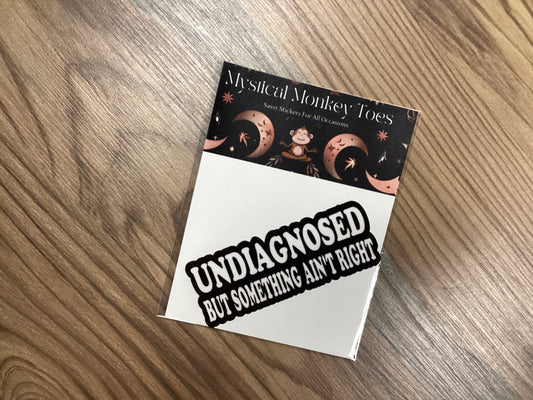 Mystical Monkey Toes
Sassy Stickers For All Occasions
UNDIAGNOSED
BUT SOMETHING AIN'T RIGHT